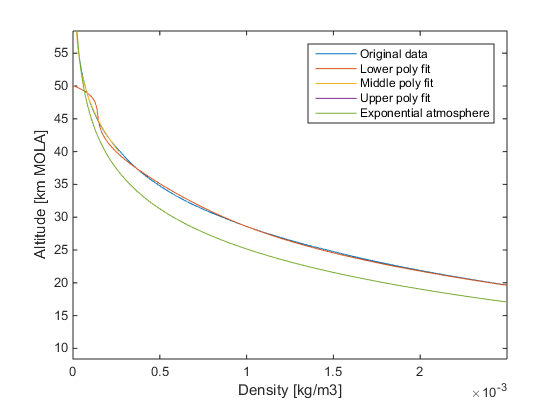 Original data
Lower poly fit
Middle poly fit
Upper poly fit
Exponential atmosphere
55
50
45
40
35
30
25
20
15
10
Altitude [km MOLA]
0 0.5 1 1.5 2
×10⁻³
Density [kg/m3]